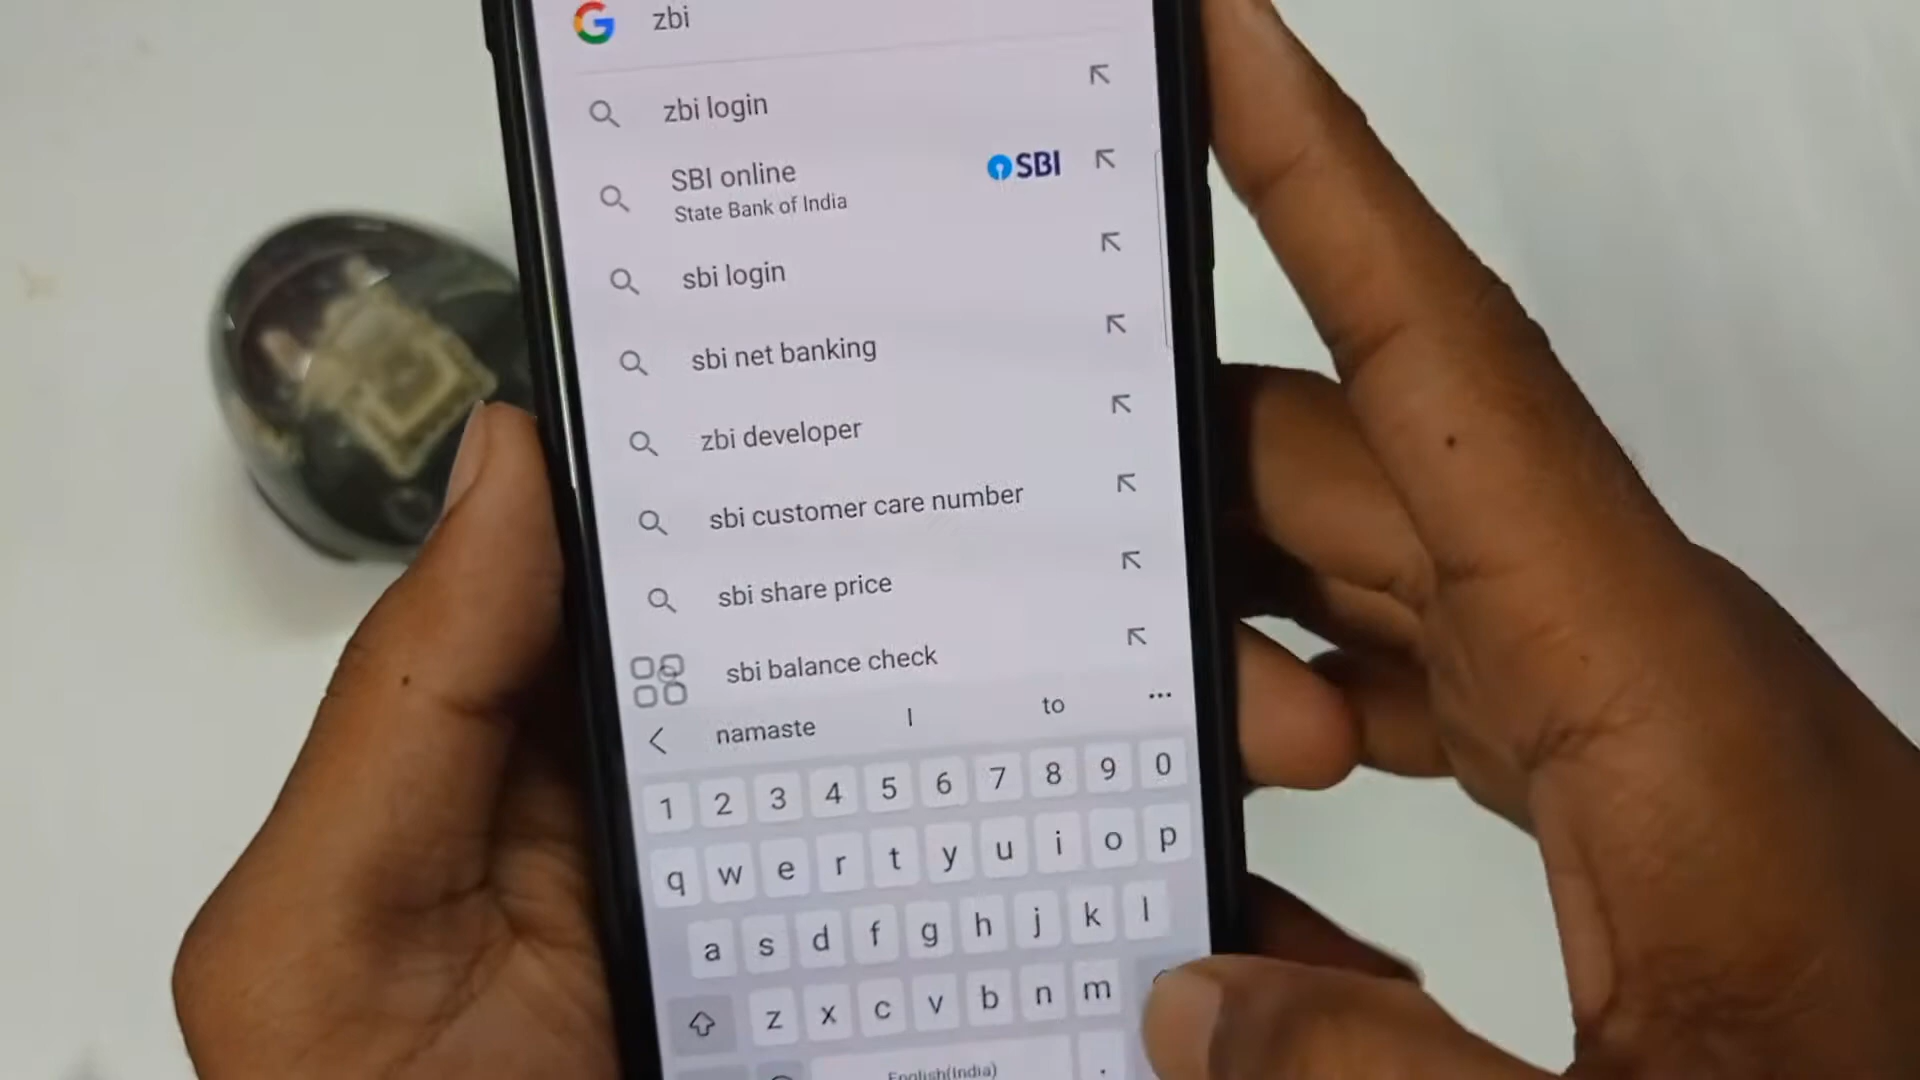 zbi
zbi login
SBI online
State Bank of India
SBI
sbi login
sbi net banking
zbi developer
sbi customer care number
sbi share price
sbi balance check
namaste I to ...
1 2 3 4 5 6 7 8 9 0
q w e r t y u i o p
a s d f g h j k l
z x c v b n m
English(India) .